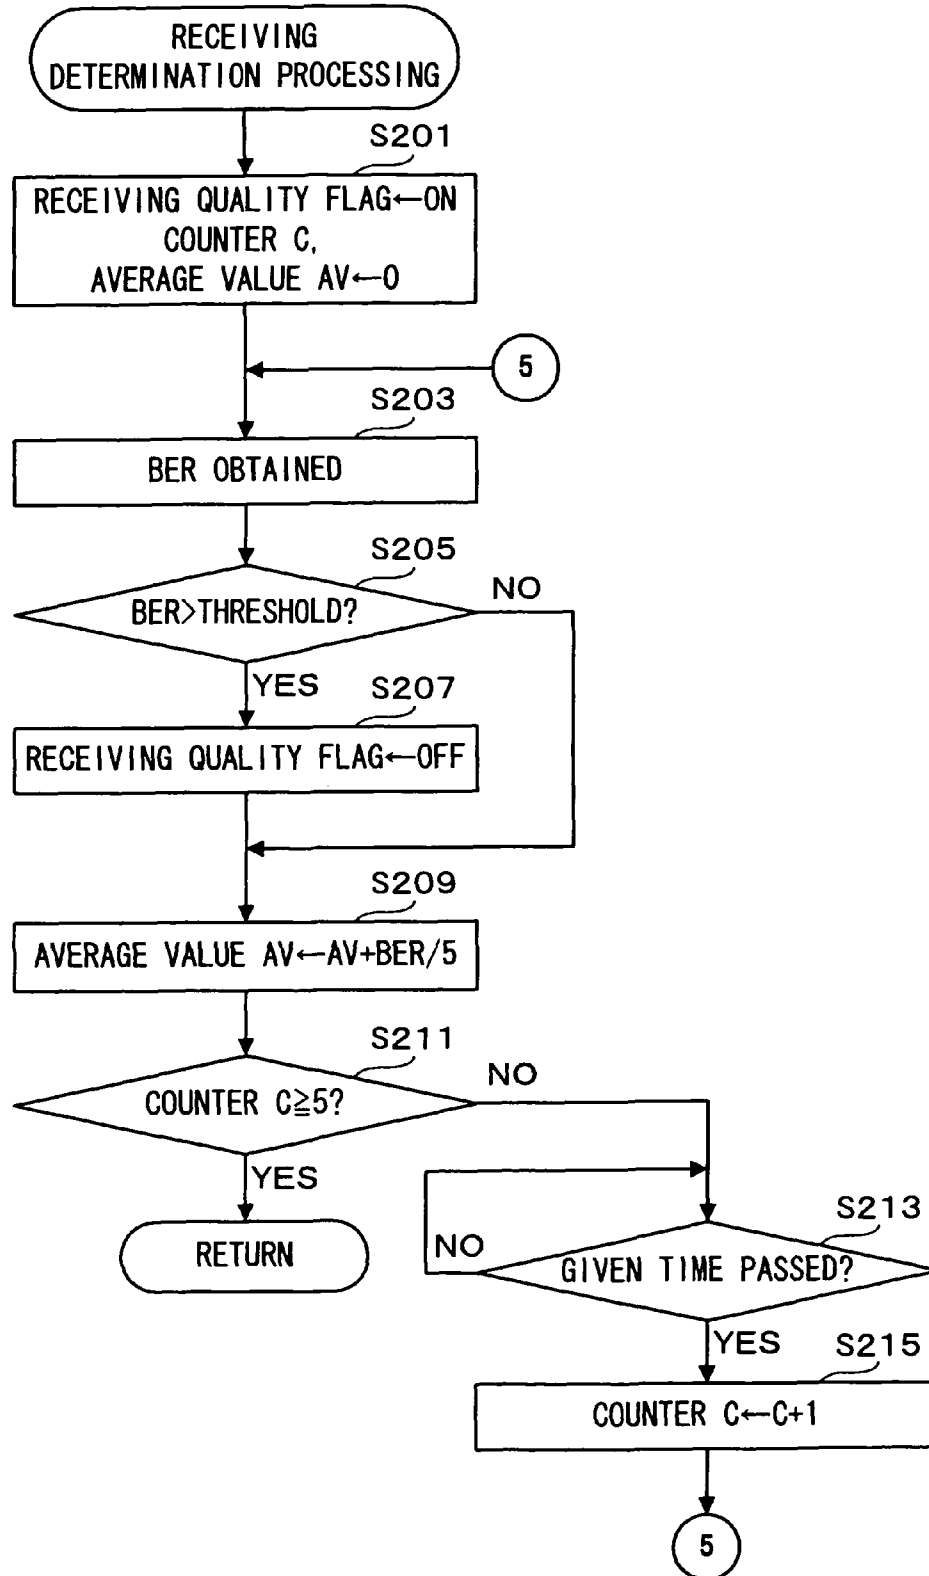 RECEIVING
DETERMINATION PROCESSING
S201
RECEIVING QUALITY FLAG←ON
COUNTER C,
AVERAGE VALUE AV←0
5
S203
BER OBTAINED
S205
BER>THRESHOLD?
NO
YES
S207
RECEIVING QUALITY FLAG←OFF
S209
AVERAGE VALUE AV←AV+BER/5
S211
COUNTER C≧5?
NO
YES
RETURN
S213
GIVEN TIME PASSED?
NO
YES
S215
COUNTER C←C+1
5